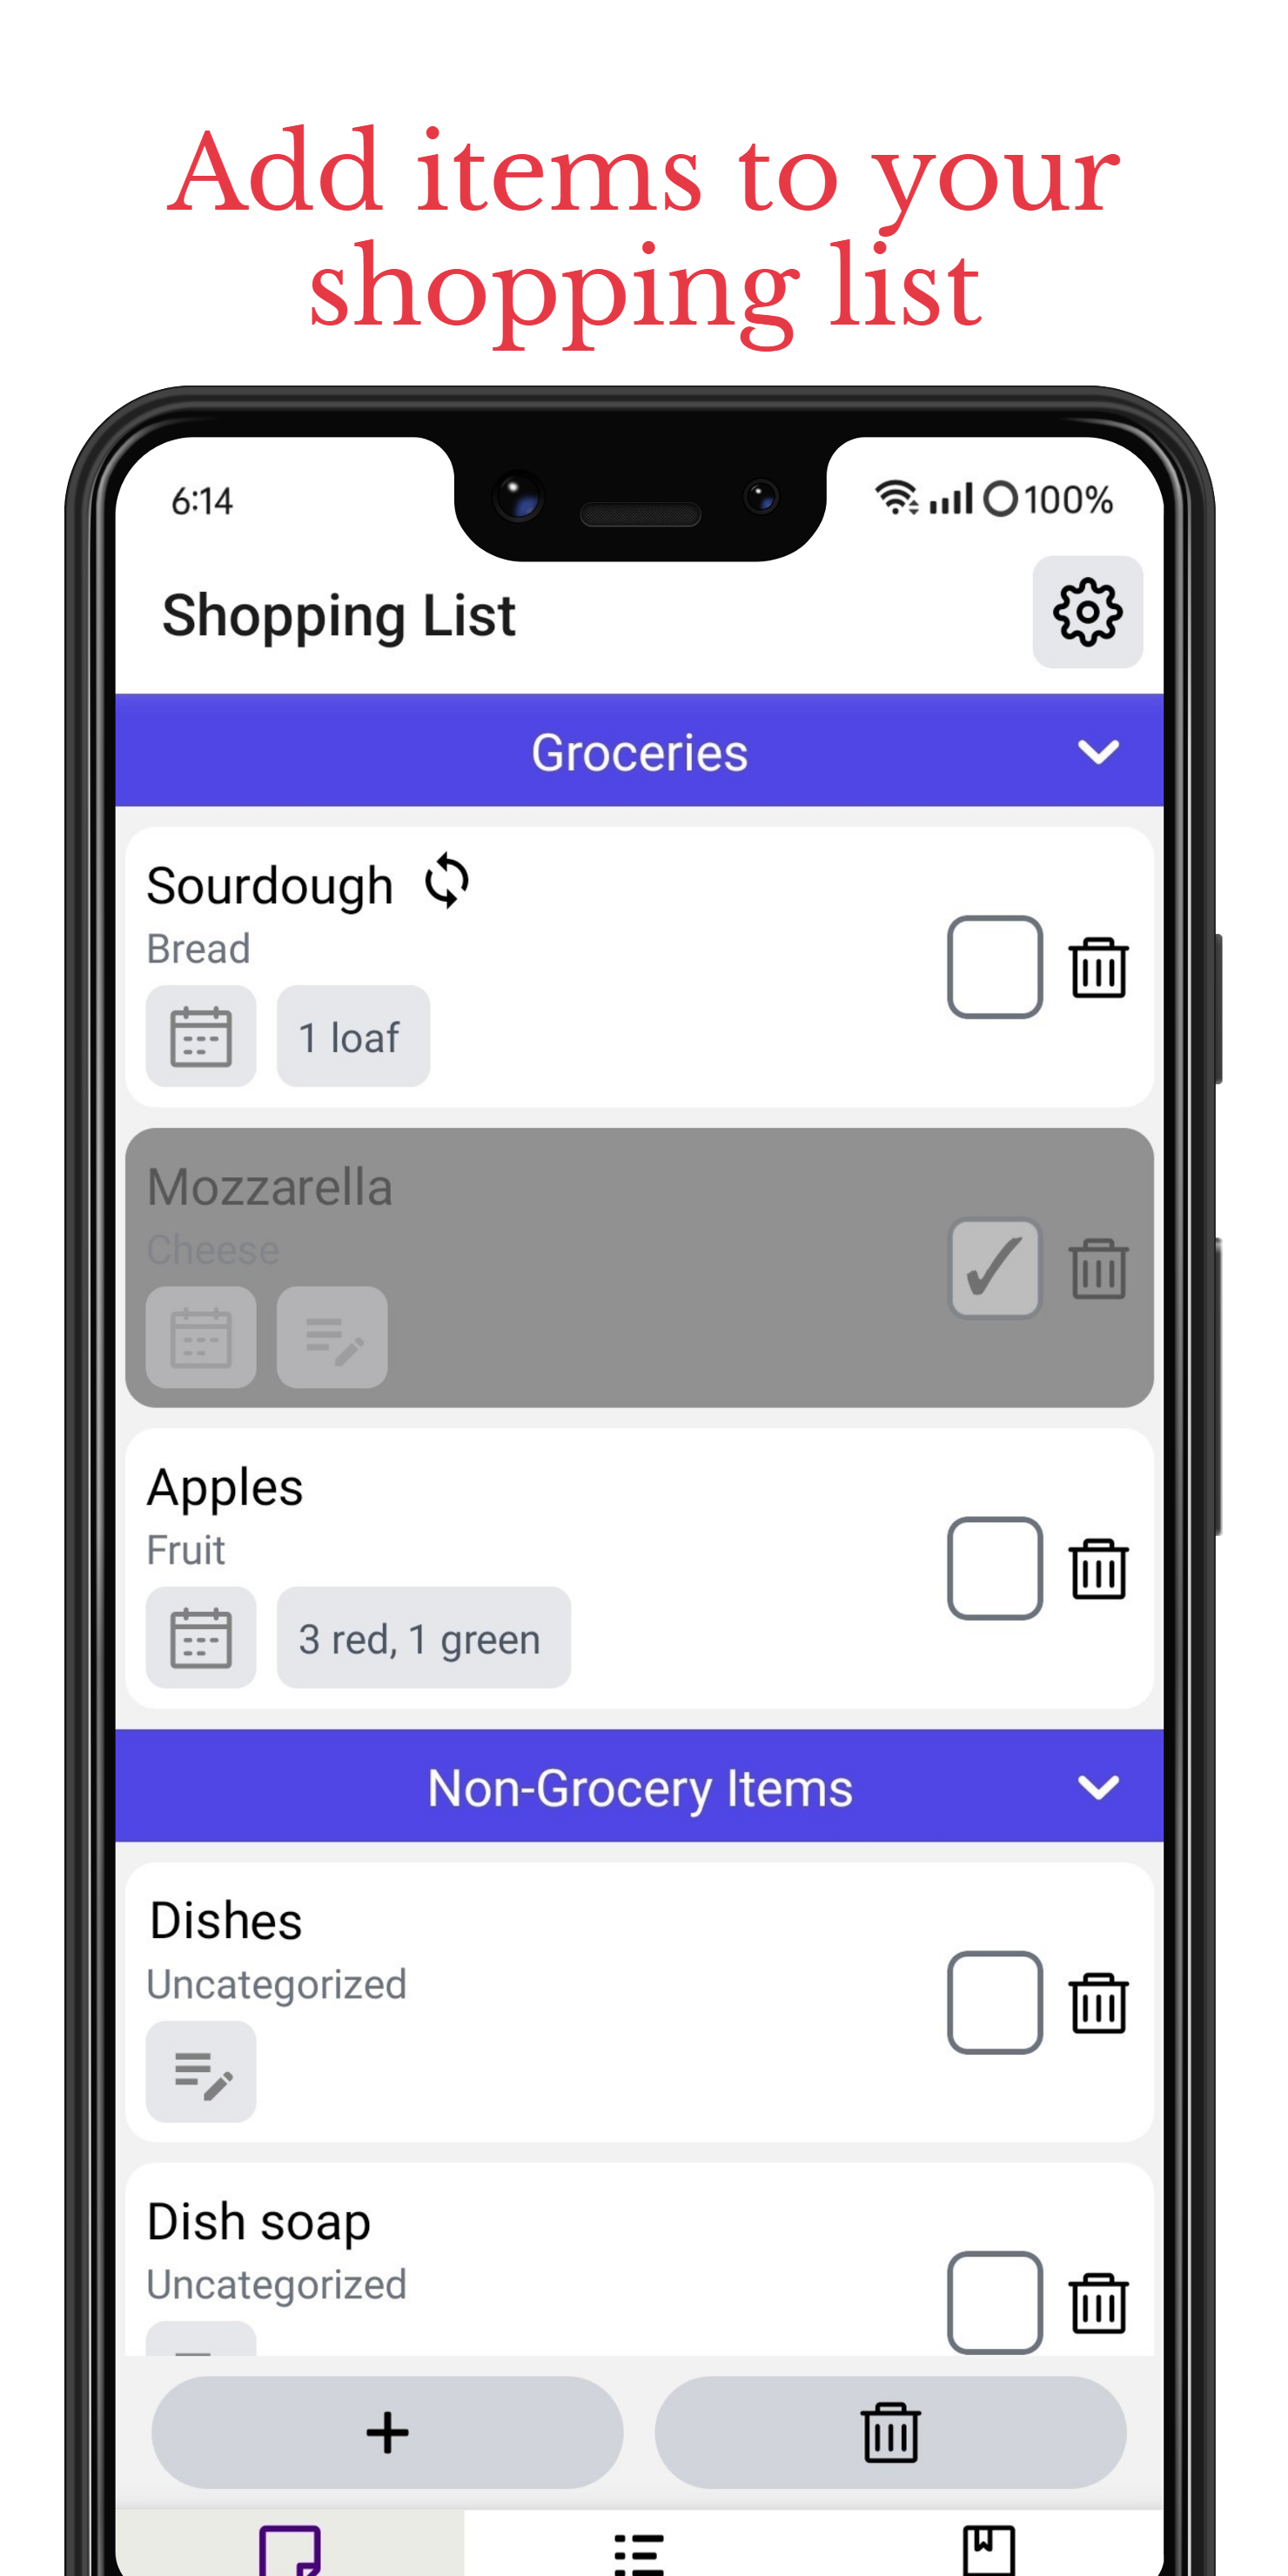 Add items to your
shopping list
6:14
100%
Shopping List
Groceries
Sourdough
Bread
1 loaf
Mozzarella
Cheese
Apples
Fruit
3 red, 1 green
Non-Grocery Items
Dishes
Uncategorized
Dish soap
Uncategorized